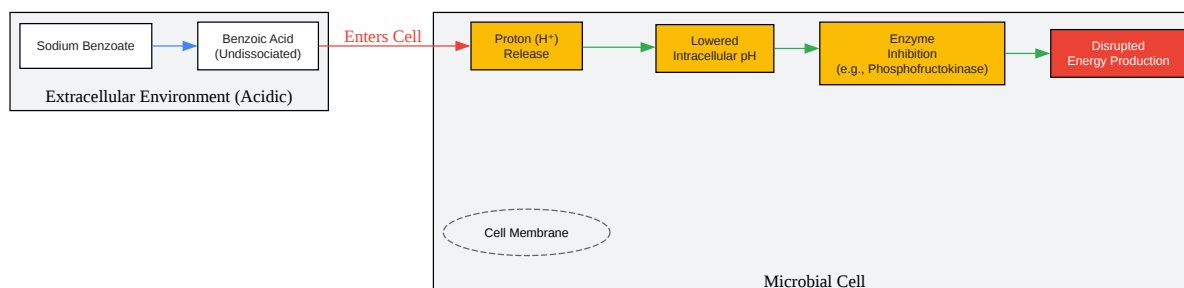 Sodium Benzoate
Benzoic Acid
(Undissociated)
Extracellular Environment (Acidic)
Enters Cell
Proton (H⁺)
Release
Lowered
Intracellular pH
Enzyme
Inhibition
(e.g., Phosphofructokinase)
Disrupted
Energy Production
Cell Membrane
Microbial Cell